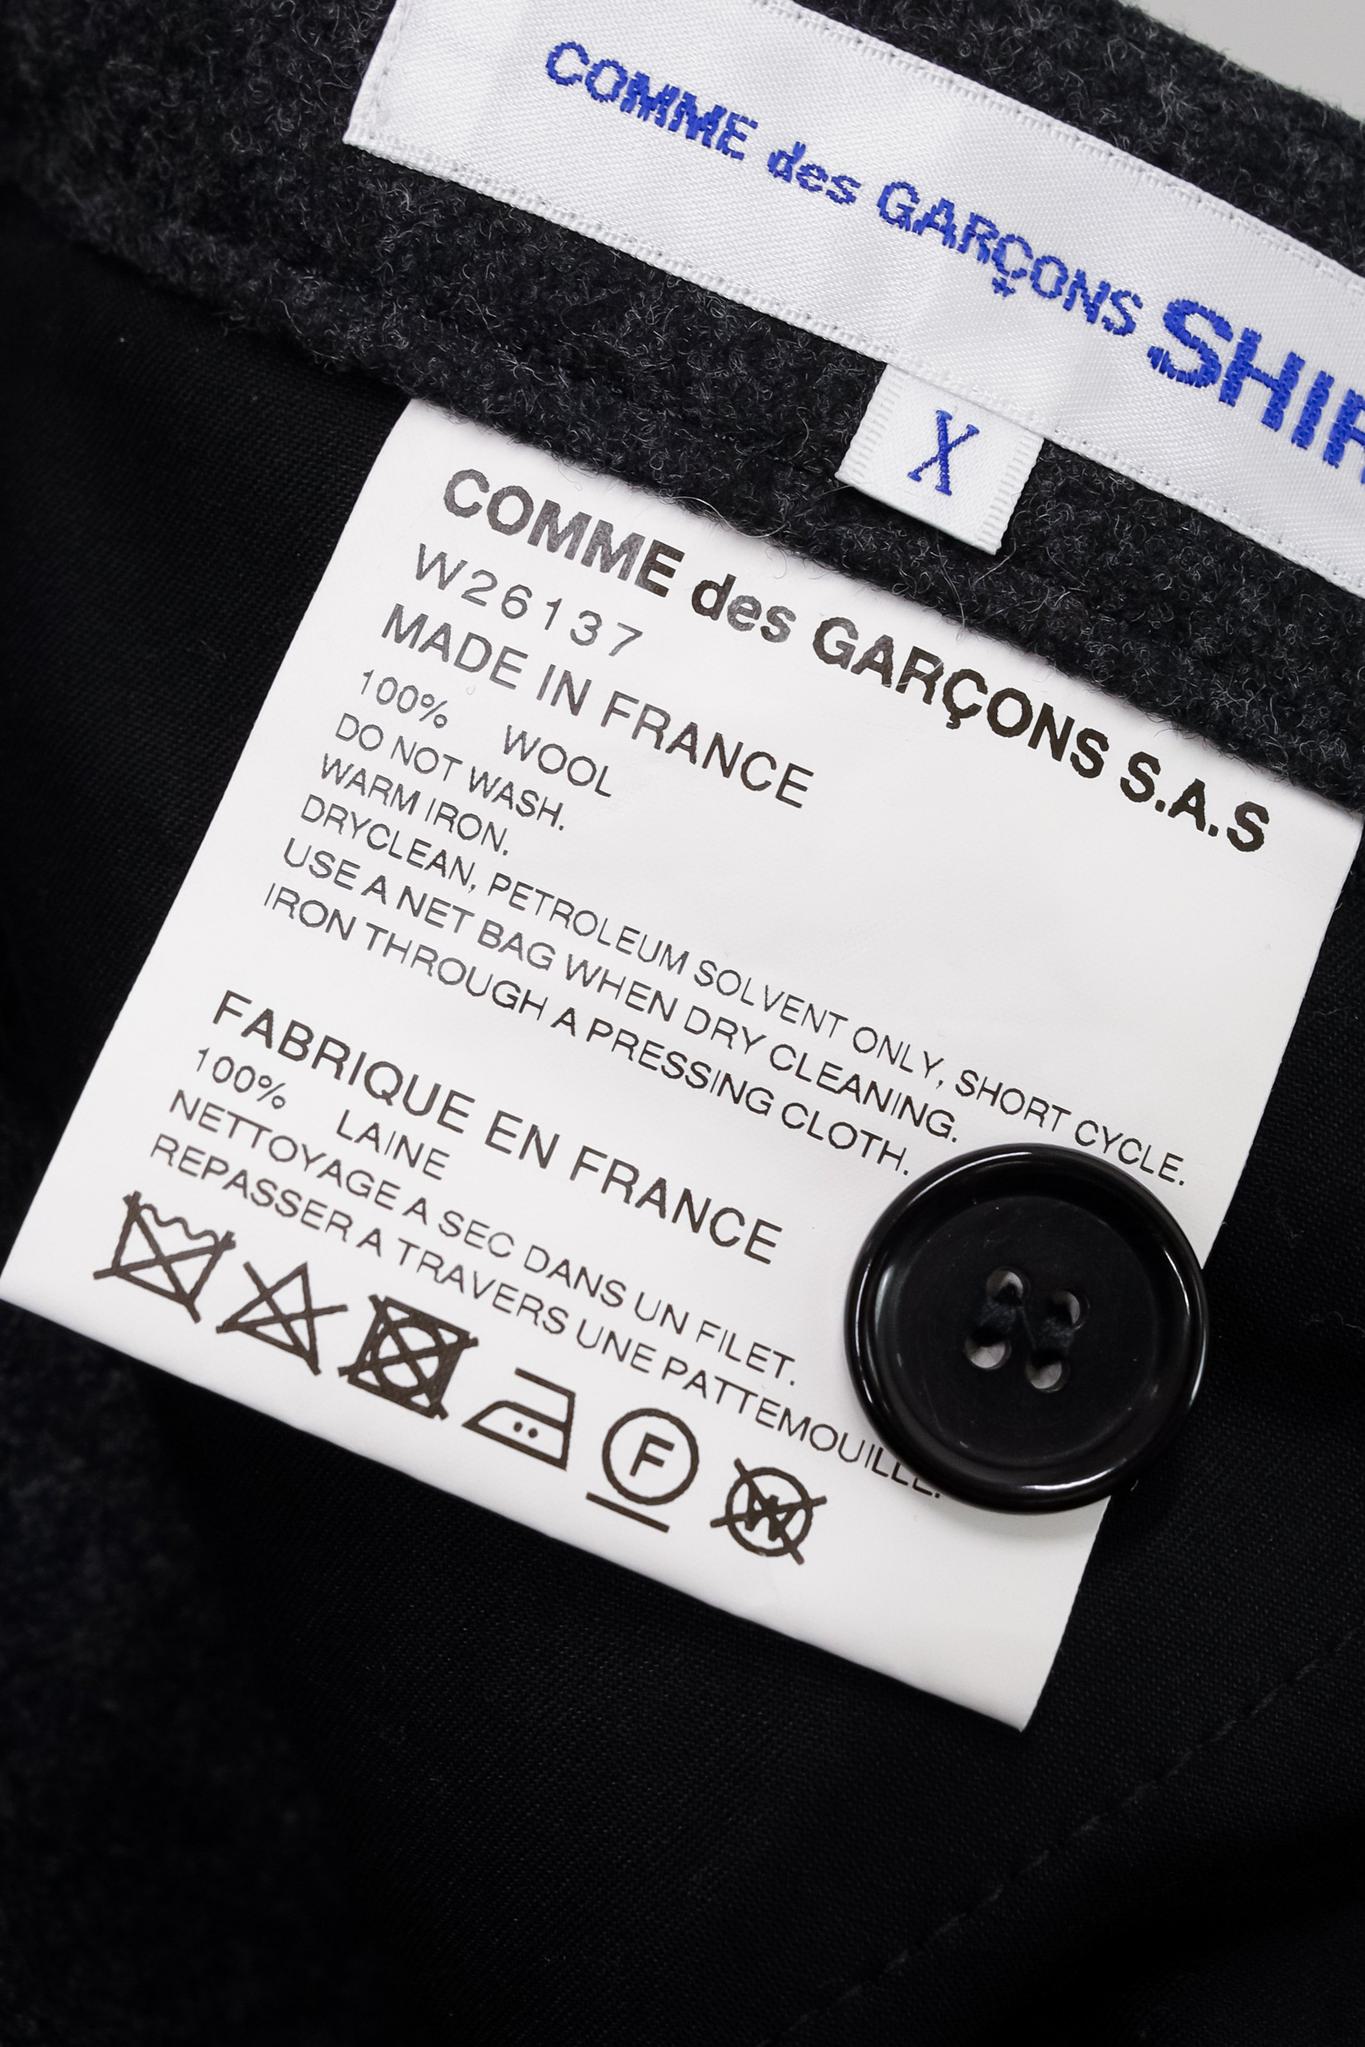 COMME des GARÇONS SHIR
X
COMME des GARÇONS S.A.S
W26137
MADE IN FRANCE
100% WOOL
DO NOT WASH.
WARM IRON.
DRYCLEAN, PETROLEUM SOLVENT ONLY, SHORT CYCLE.
USE A NET BAG WHEN DRY CLEANING.
IRON THROUGH A PRESSING CLOTH.
FABRIQUE EN FRANCE
100% LAINE
NETTOYAGE A SEC DANS UN FILET.
REPASSER A TRAVERS UNE PATTEMOUILLE.
F W